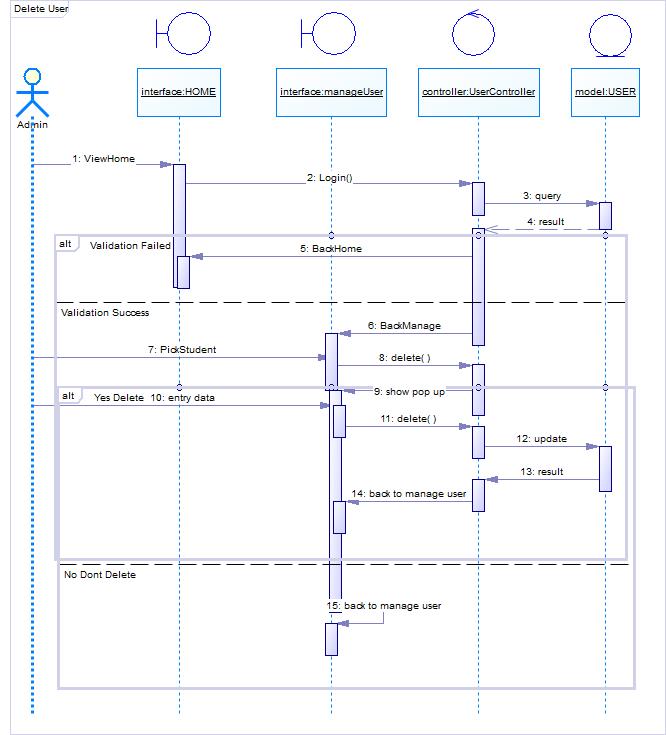 Delete User
interface:HOME
interface:manageUser
controller:UserController
model:USER
Admin
1: ViewHome
2: Login()
3: query
4: result
alt
Validation Failed
5: BackHome
Validation Success
6: BackManage
7: PickStudent
8: delete( )
alt
9: show pop up
Yes Delete
10: entry data
11: delete( )
12: update
13: result
14: back to manage user
No Dont Delete
15: back to manage user